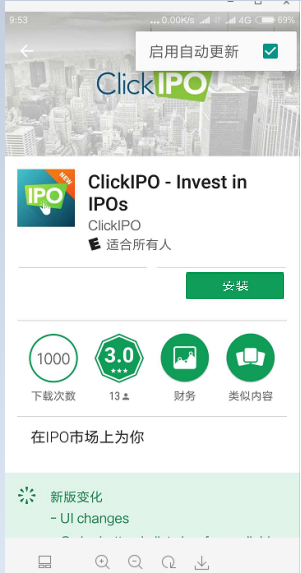 9:53
0.00K/s
4G
69%
启用自动更新
ClickIPO
NEW
IPO
ClickIPO - Invest in
IPOs
ClickIPO
E 适合所有人
安装
1000
3.0
下载次数
13
财务
类似内容
在IPO市场上为你
新版变化
- UI changes